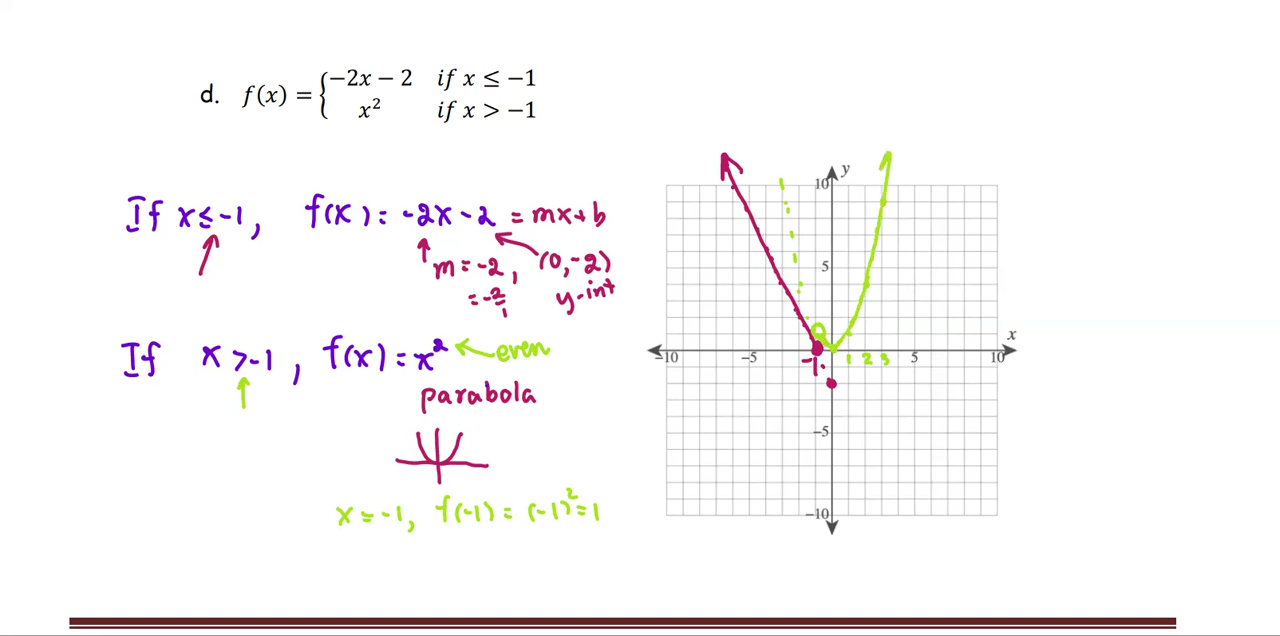 d. f(x) = {−2x − 2 if x ≤ −1
x² if x > −1
If x ≤ -1, f(x) = -2x - 2 = mx + b
m = -2, (0, -2)
= -2/1 y-int
If x > -1, f(x) = x² ← even
parabola
x = -1, f(-1) = (-1)² = 1
y
10
5
x
−10 −5 5 10
-1 1 2 3
−5
−10